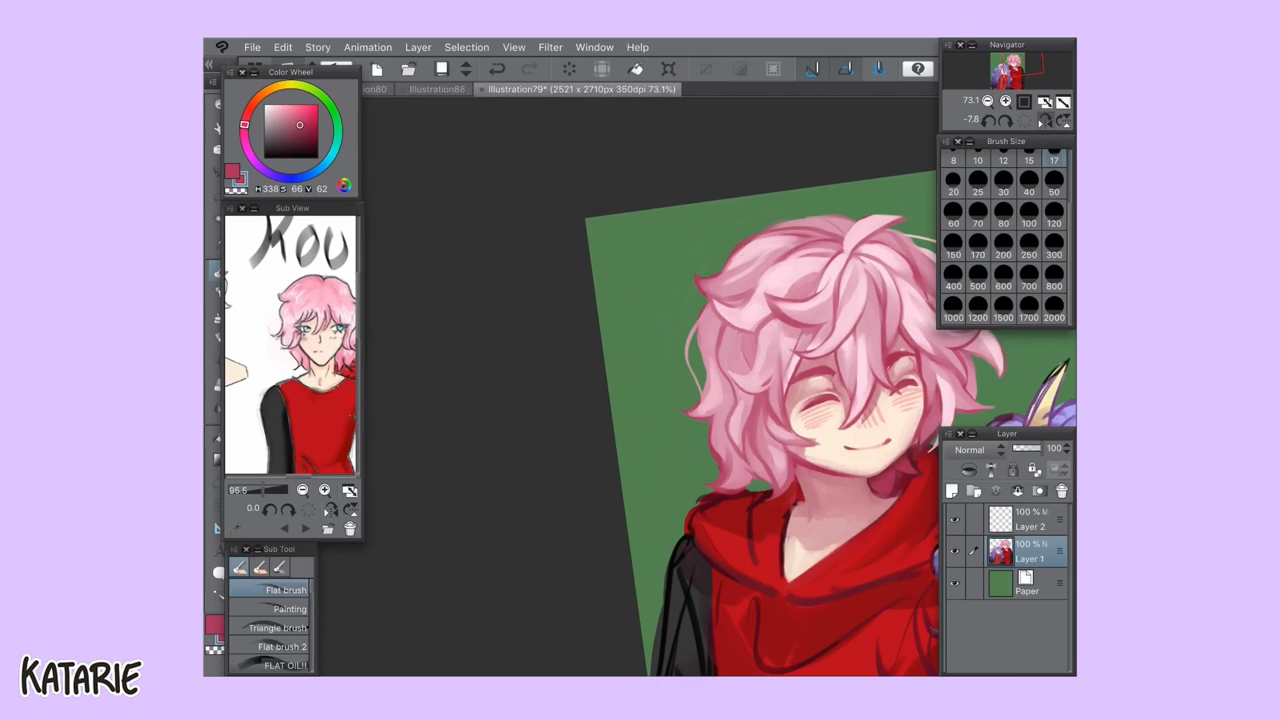 File Edit Story Animation Layer Selection View Filter Window Help
Illustration88 Illustration79* (2521 x 2710px 350dpi 73.1%)
Color Wheel
H 338 S 66 V 62
Sub View
KOU
95.5
0.0
Sub Tool
Flat brush
Painting
Triangle brush
Flat brush 2
FLAT OIL!!
Navigator
73.1
-7.8
Brush Size
8 10 12 15 17
20 25 30 40 50
60 70 80 100 120
150 170 200 250 300
400 500 600 700 800
1000 1200 1500 1700 2000
Layer
Normal 100
100 %
Layer 2
100 %
Layer 1
Paper
KATARIE